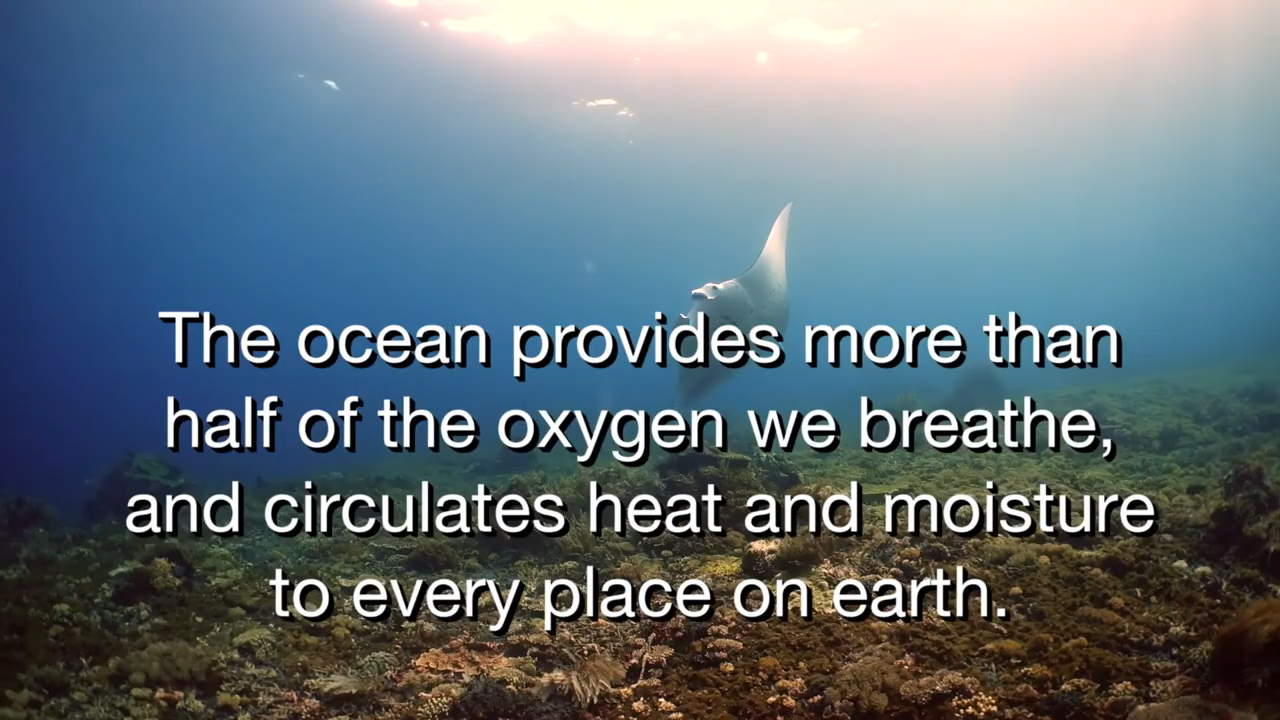 The ocean provides more than
half of the oxygen we breathe,
and circulates heat and moisture
to every place on earth.